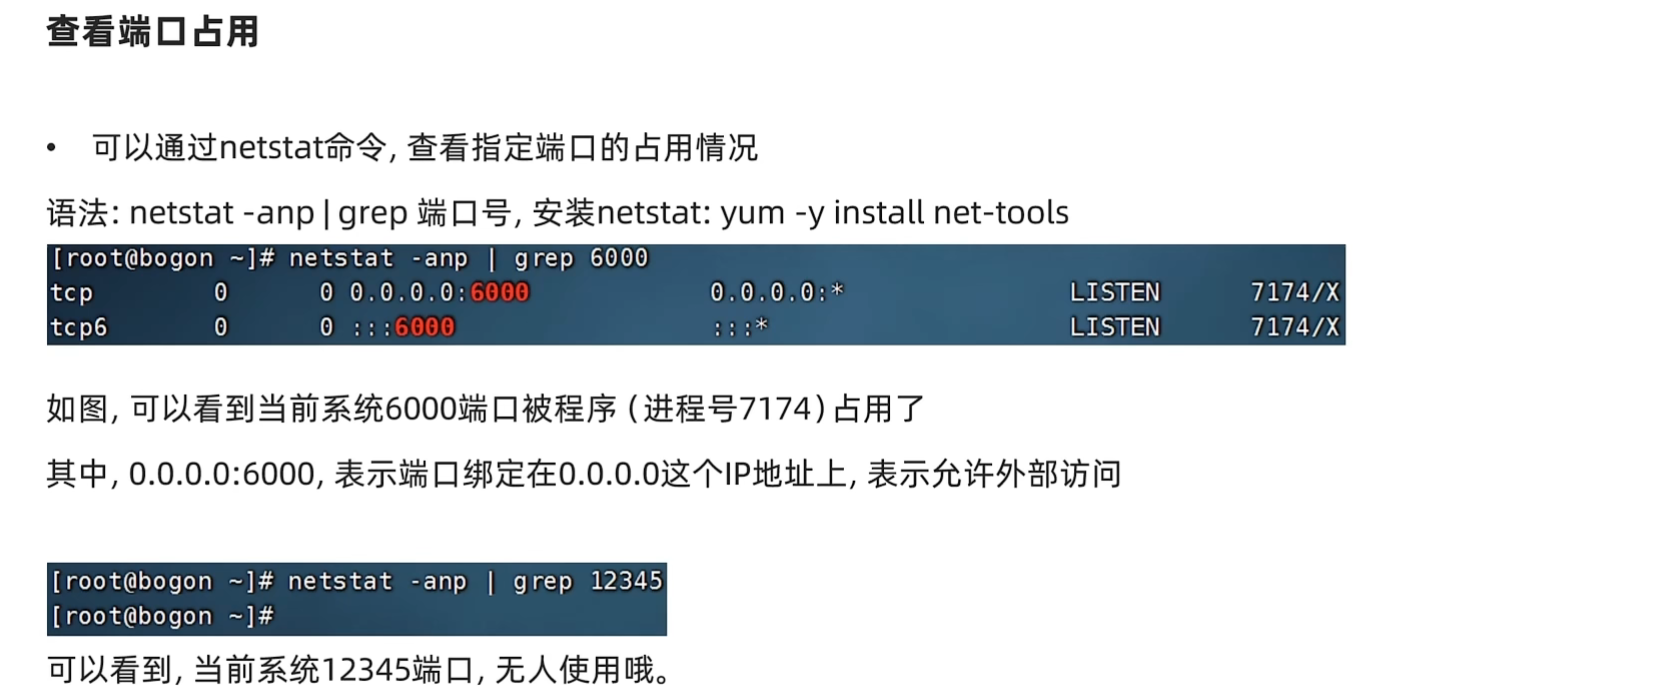 查看端口占用
• 可以通过netstat命令, 查看指定端口的占用情况
语法: netstat -anp | grep 端口号, 安装netstat: yum -y install net-tools
[root@bogon ~]# netstat -anp | grep 6000
tcp 0 0 0.0.0.0:6000 0.0.0.0:* LISTEN 7174/X
tcp6 0 0 :::6000 :::* LISTEN 7174/X
如图, 可以看到当前系统6000端口被程序 ( 进程号7174 ) 占用了
其中, 0.0.0.0:6000, 表示端口绑定在0.0.0.0这个IP地址上, 表示允许外部访问
[root@bogon ~]# netstat -anp | grep 12345
[root@bogon ~]#
可以看到, 当前系统12345端口, 无人使用哦。